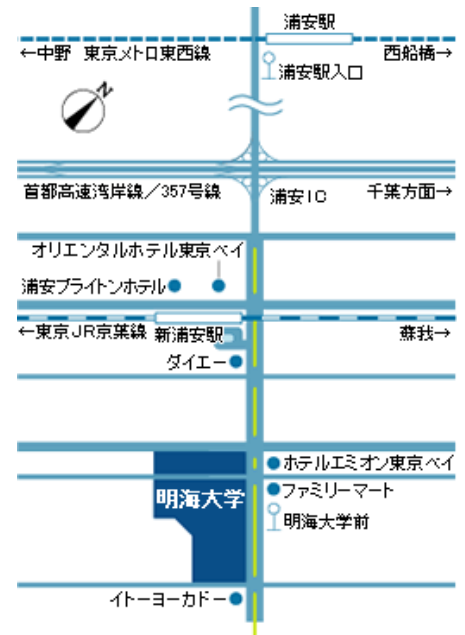 浦安駅
←中野 東京メトロ東西線
西船橋→
浦安駅入口
N
首都高速湾岸線/357号線
浦安IC
千葉方面→
オリエンタルホテル東京ベイ
浦安ブライトンホテル
←東京JR京葉線
新浦安駅
蘇我→
ダイエー
ホテルエミオン東京ベイ
明海大学
ファミリーマート
明海大学前
イトーヨーカドー